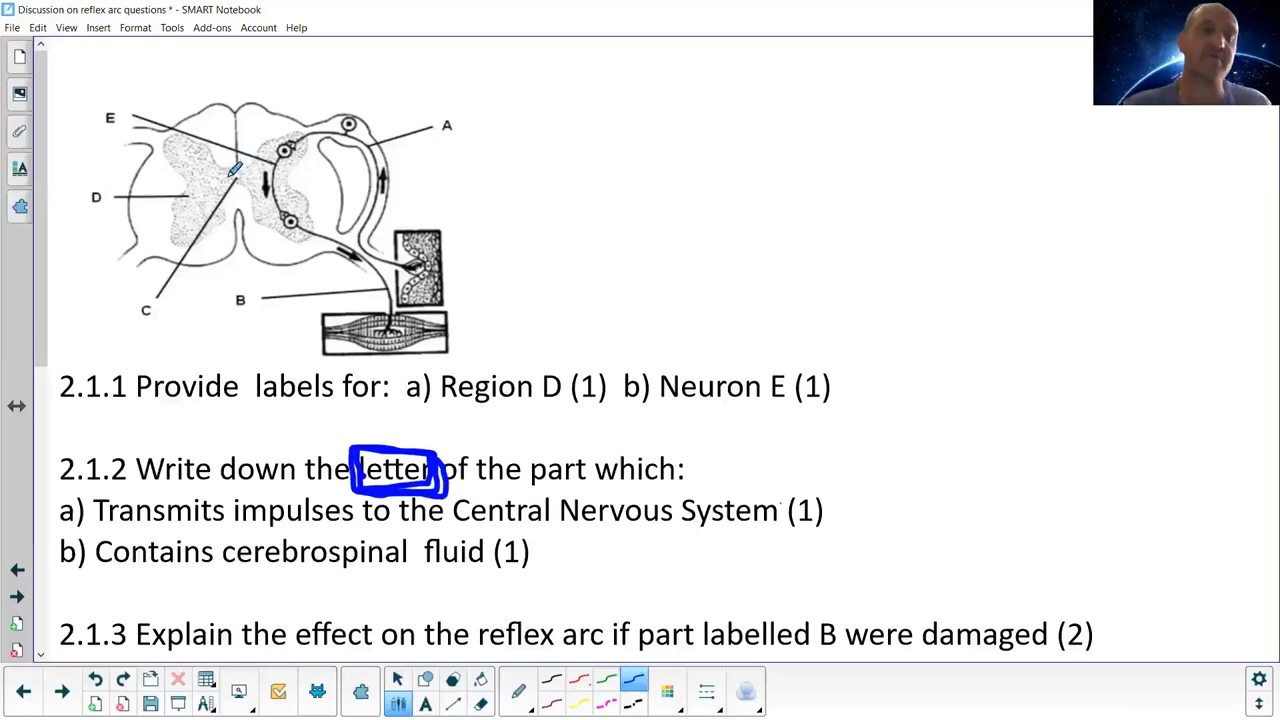 Discussion on reflex arc questions * - SMART Notebook
File Edit View Insert Format Tools Add-ons Account Help
E
A
D
B
C
2.1.1 Provide labels for: a) Region D (1) b) Neuron E (1)
2.1.2 Write down the letter of the part which:
a) Transmits impulses to the Central Nervous System (1)
b) Contains cerebrospinal fluid (1)
2.1.3 Explain the effect on the reflex arc if part labelled B were damaged (2)